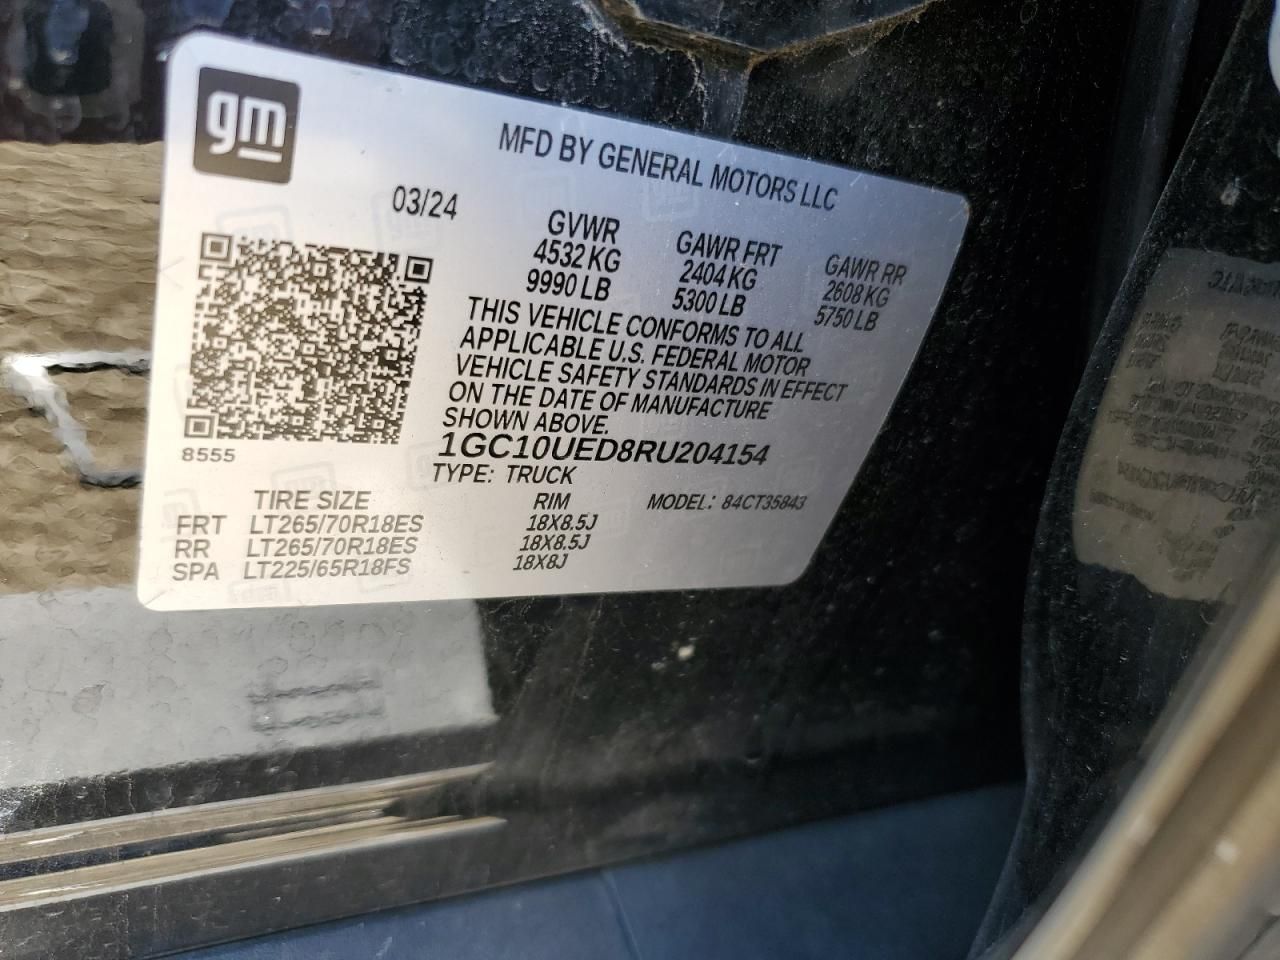 gm
MFD BY GENERAL MOTORS LLC
03/24
GVWR GAWR FRT GAWR RR
4532 KG 2404 KG 2608 KG
9990 LB 5300 LB 5750 LB
THIS VEHICLE CONFORMS TO ALL
APPLICABLE U.S. FEDERAL MOTOR
VEHICLE SAFETY STANDARDS IN EFFECT
ON THE DATE OF MANUFACTURE
SHOWN ABOVE.
8555
1GC10UED8RU204154
TYPE: TRUCK
TIRE SIZE RIM MODEL: 84CT35843
FRT LT265/70R18ES 18X8.5J
RR LT265/70R18ES 18X8.5J
SPA LT225/65R18FS 18X8J